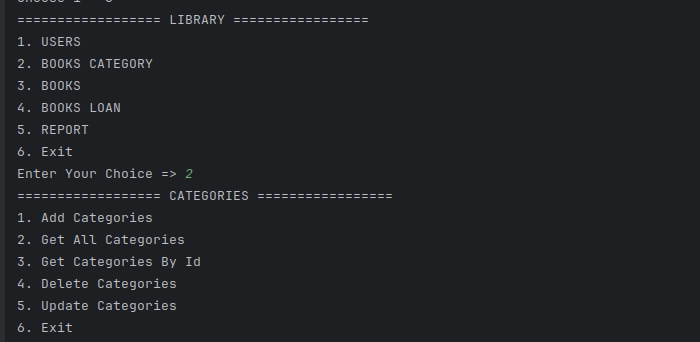 ================== LIBRARY =================
1. USERS
2. BOOKS CATEGORY
3. BOOKS
4. BOOKS LOAN
5. REPORT
6. Exit
Enter Your Choice => 2
================== CATEGORIES =================
1. Add Categories
2. Get All Categories
3. Get Categories By Id
4. Delete Categories
5. Update Categories
6. Exit